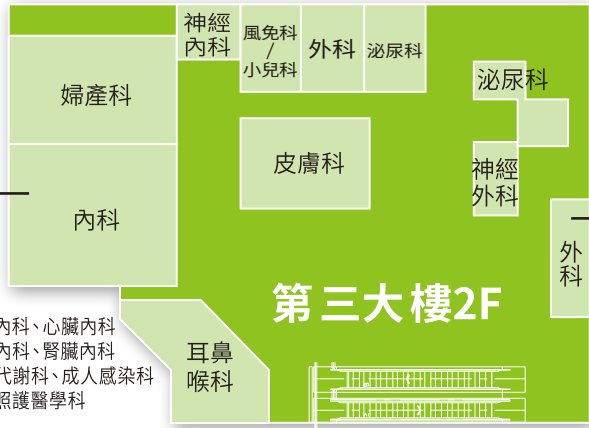 神經
內科
風免科
/
小兒科
外科
泌尿科
婦產科
泌尿科
皮膚科
神經
外科
內科
外
科
第三大樓2F
內科、心臟內科
內科、腎臟內科
代謝科、成人感染科
照護醫學科
耳鼻
喉科